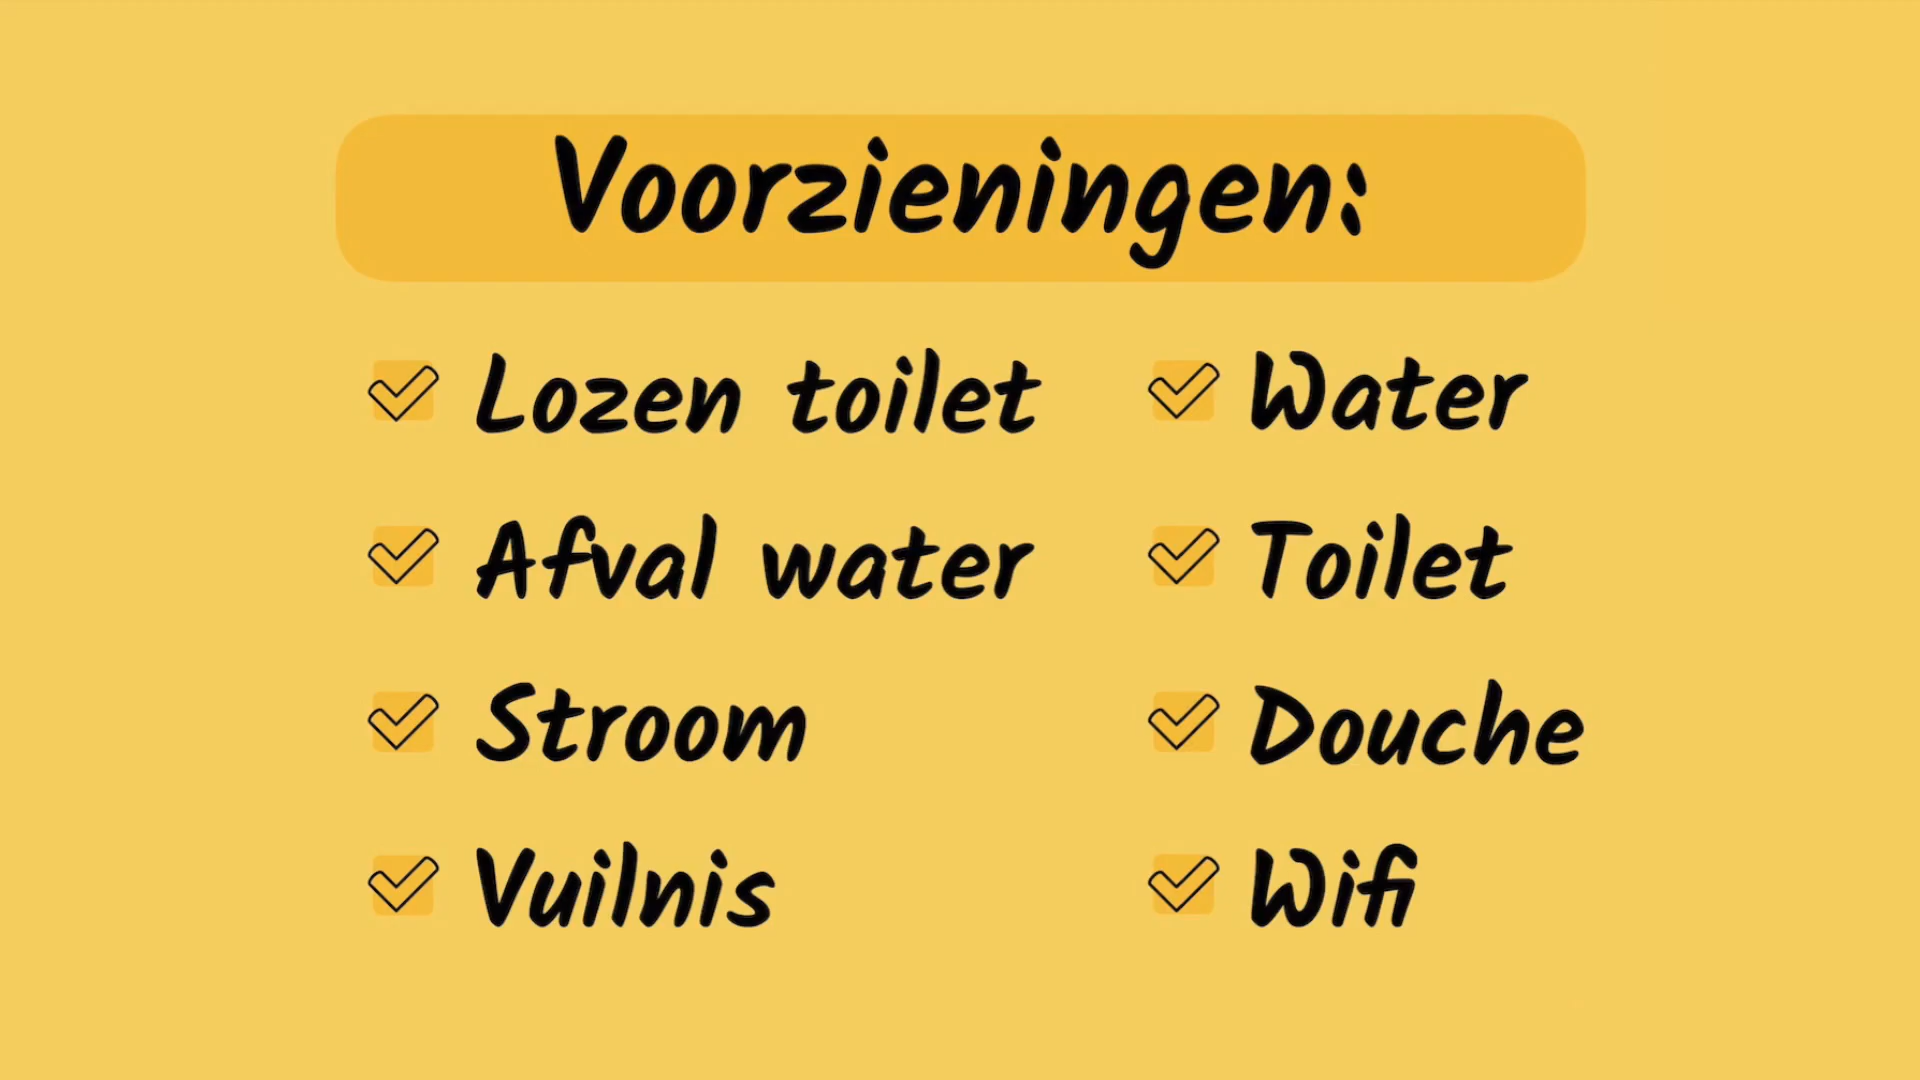 Voorzieningen:
Lozen toilet
Afval water
Stroom
Vuilnis
Water
Toilet
Douche
Wifi